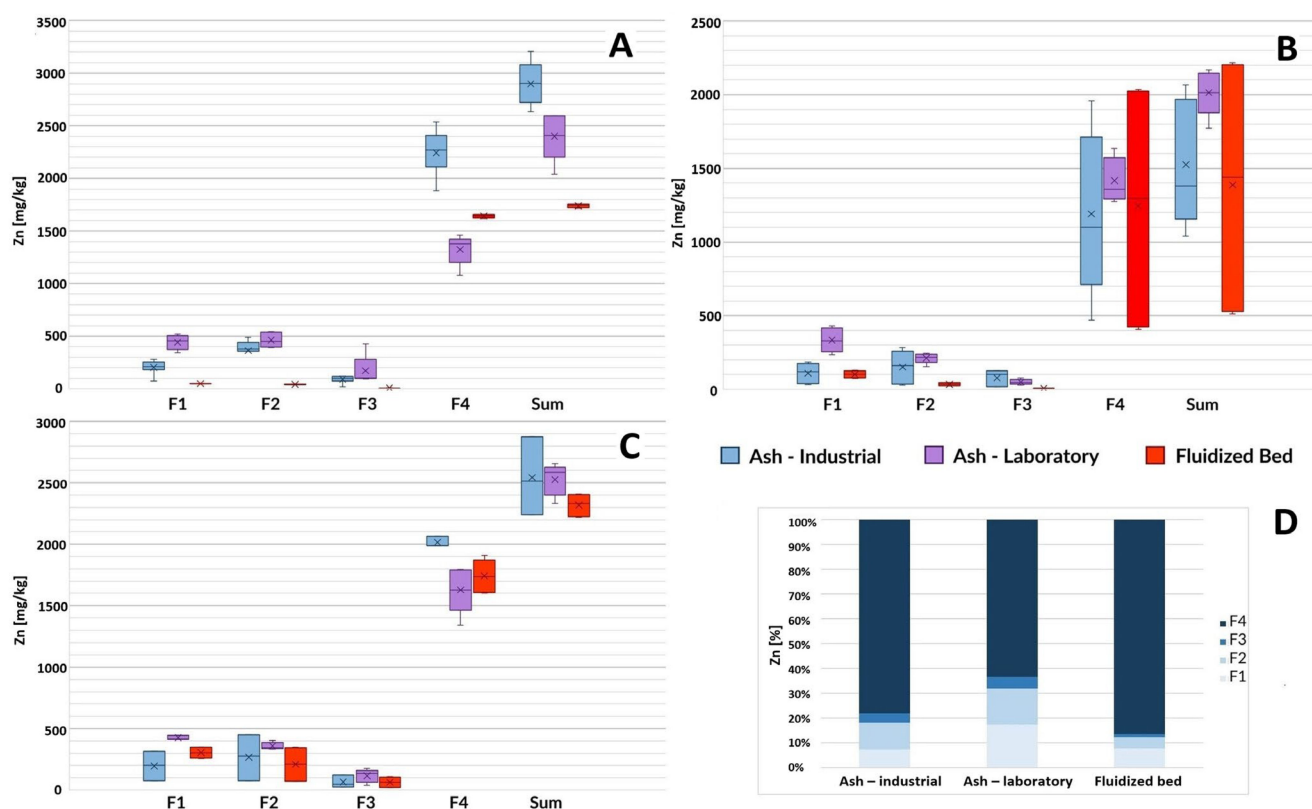 A
3500
3000
2500
2000
1500
1000
500
0
Zn [mg/kg]
F1 F2 F3 F4 Sum
B
2500
2000
1500
1000
500
0
Zn [mg/kg]
F1 F2 F3 F4 Sum
C
3000
2500
2000
1500
1000
500
0
Zn [mg/kg]
F1 F2 F3 F4 Sum
Ash - Industrial Ash - Laboratory Fluidized Bed
D
100%
90%
80%
70%
60%
50%
40%
30%
20%
10%
0%
Zn [%]
Ash – industrial Ash – laboratory Fluidized bed
F4
F3
F2
F1